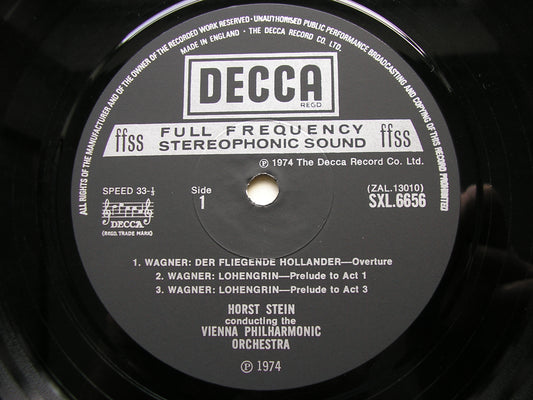 ALL RIGHTS OF THE MANUFACTURER AND OF THE OWNER OF THE RECORDED WORK RESERVED · UNAUTHORISED PUBLIC PERFORMANCE BROADCASTING AND COPYING OF THIS RECORD PROHIBITED
MADE IN ENGLAND · THE DECCA RECORD CO. LTD.
DECCA
REGD.
ffss FULL FREQUENCY ffss
STEREOPHONIC SOUND
Ⓟ 1974 The Decca Record Co. Ltd.
SPEED 33-⅓ Side (ZAL.13010)
1 SXL.6656
DECCA
(REGD. TRADE MARK)
1. WAGNER: DER FLIEGENDE HOLLANDER—Overture
2. WAGNER: LOHENGRIN—Prelude to Act 1
3. WAGNER: LOHENGRIN—Prelude to Act 3
HORST STEIN
conducting the
VIENNA PHILHARMONIC
ORCHESTRA
Ⓟ 1974